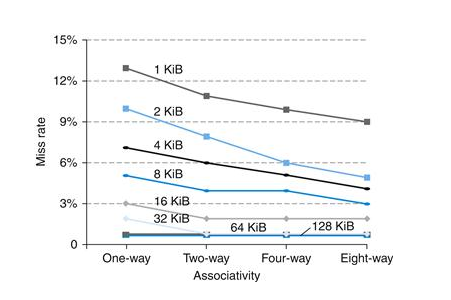 15%
1 KiB
12%
2 KiB
9%
4 KiB
6%
8 KiB
3%
16 KiB
32 KiB
64 KiB
128 KiB
0
Miss rate
One-way Two-way Four-way Eight-way
Associativity